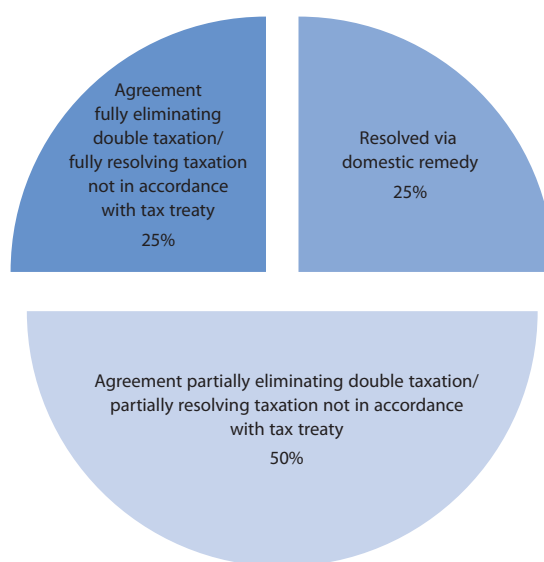 Agreement
fully eliminating
double taxation/
fully resolving taxation
not in accordance
with tax treaty
25%
Resolved via
domestic remedy
25%
Agreement partially eliminating double taxation/
partially resolving taxation not in accordance
with tax treaty
50%